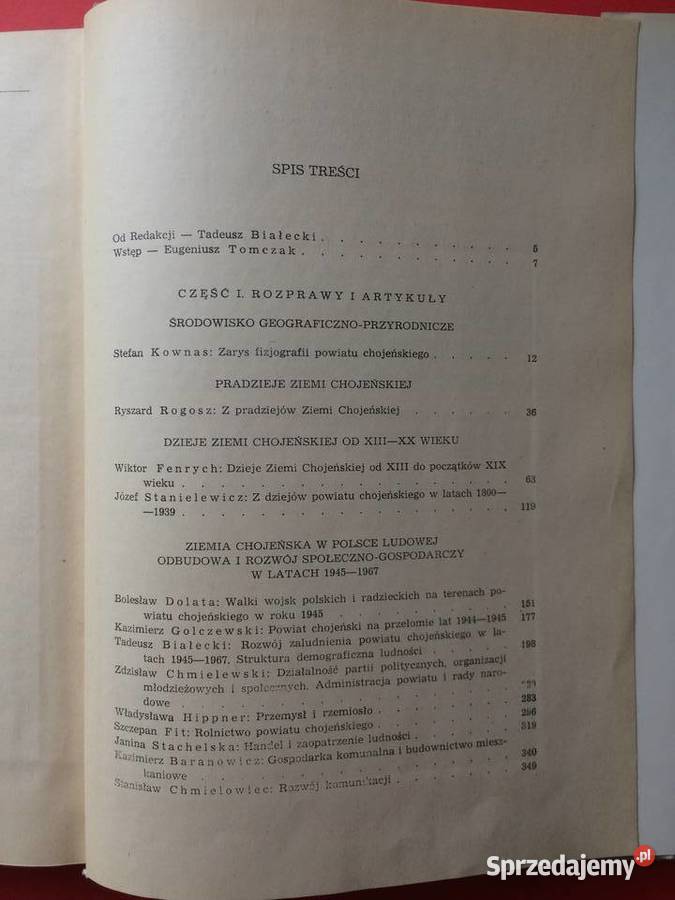 SPIS TREŚCI
Od Redakcji — Tadeusz Białecki . . . . . . . . . . . 5
Wstęp — Eugeniusz Tomczak . . . . . . . . . . . . 7
CZĘŚĆ I. ROZPRAWY I ARTYKUŁY
ŚRODOWISKO GEOGRAFICZNO-PRZYRODNICZE
Stefan Kownas: Zarys fizjografii powiatu chojeńskiego . . . . . 12
PRADZIEJE ZIEMI CHOJEŃSKIEJ
Ryszard Rogosz: Z pradziejów Ziemi Chojeńskiej . . . . . . 36
DZIEJE ZIEMI CHOJEŃSKIEJ OD XIII—XX WIEKU
Wiktor Fenrych: Dzieje Ziemi Chojeńskiej od XIII do początków XIX
wieku . . . . . . . . . . . . . . . . . . 63
Józef Stanielewicz: Z dziejów powiatu chojeńskiego w latach 1800—
—1939 . . . . . . . . . . . . . . . . . . 119
ZIEMIA CHOJEŃSKA W POLSCE LUDOWEJ
ODBUDOWA I ROZWÓJ SPOŁECZNO-GOSPODARCZY
W LATACH 1945—1967
Bolesław Dolata: Walki wojsk polskich i radzieckich na terenach po-
wiatu chojeńskiego w roku 1945 . . . . . . . . . . 151
Kazimierz Golczewski: Powiat chojeński na przełomie lat 1944—1945 177
Tadeusz Białecki: Rozwój zaludnienia powiatu chojeńskiego w la-
tach 1945—1967. Struktura demograficzna ludności . . . . . 198
Zdzisław Chmielewski: Działalność partii politycznych, organizacji
młodzieżowych i społecznych. Administracja powiatu i rady naro-
dowe . . . . . . . . . . . . . . . . . .
Władysława Hippner: Przemysł i rzemiosło . . . . . . . 283
Szczepan Fit: Rolnictwo powiatu chojeńskiego . . . . . . . 296
Janina Stachelska: Handel i zaopatrzenie ludności . . . . . 319
Kazimierz Baranowicz: Gospodarka komunalna i budownictwo miesz-
kaniowe . . . . . . . . . . . . . . . . . 340
Stanisław Chmielowiec: Rozwój komunikacji . . . . . . . 349
Sprzedajemy.pl